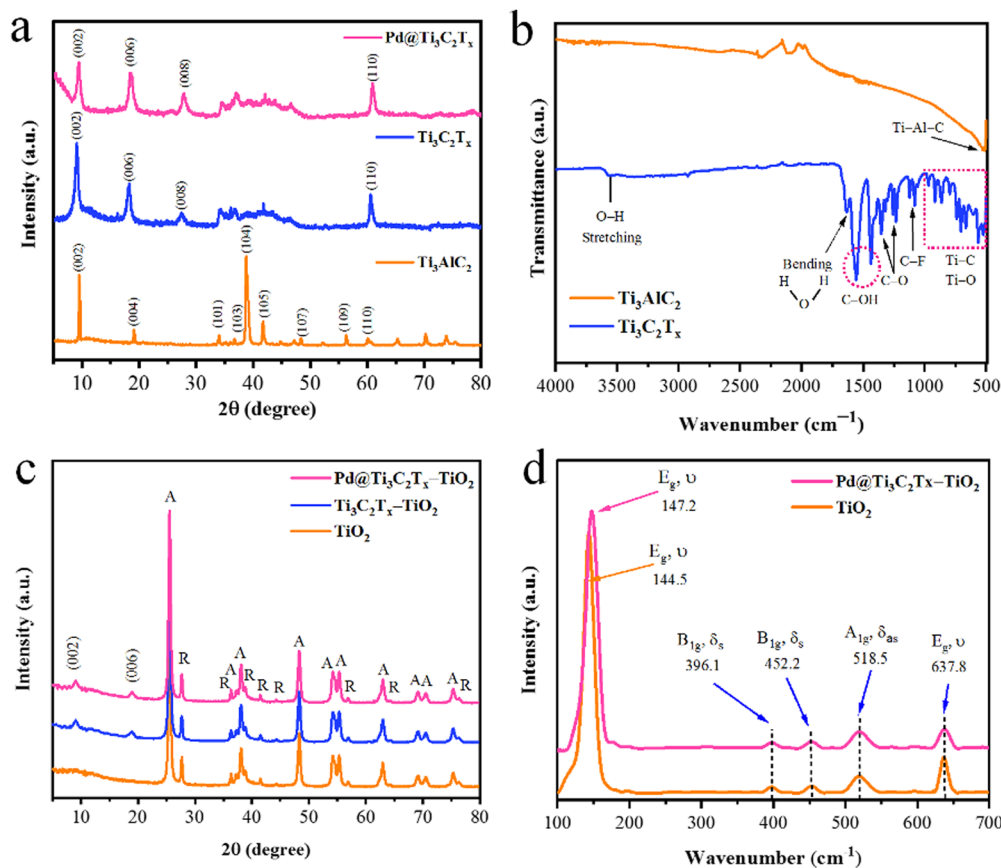 a
Pd@Ti₃C₂Tₓ
(002)
(006)
(008)
(110)
Ti₃C₂Tₓ
(002)
(006)
(008)
(110)
Ti₃AlC₂
(002)
(004)
(101)
(103)
(104)
(105)
(107)
(109)
(110)
Intensity (a.u.)
10 20 30 40 50 60 70 80
2θ (degree)
b
Ti–Al–C
O–H
Stretching
Bending
H H
O
C–OH
C–O
C–F
Ti–C
Ti–O
Ti₃AlC₂
Ti₃C₂Tₓ
Transmittance (a.u.)
4000 3000 2000 1500 1000 500
Wavenumber (cm⁻¹)
c
Pd@Ti₃C₂Tₓ–TiO₂
Ti₃C₂Tₓ–TiO₂
TiO₂
(002)
(006)
A
R
R
A
A
R
R
R
A
A
A
R
A
R
A
A
A
R
Intensity (a.u.)
10 20 30 40 50 60 70 80
2θ (degree)
d
Pd@Ti₃C₂Tx–TiO₂
TiO₂
E_g, υ
147.2
E_g, υ
144.5
B₁g, δₛ
396.1
B₁g, δₛ
452.2
A₁g, δₐₛ
518.5
E_g, υ
637.8
Intensity (a.u.)
100 200 300 400 500 600 700
Wavenumber (cm⁻¹)